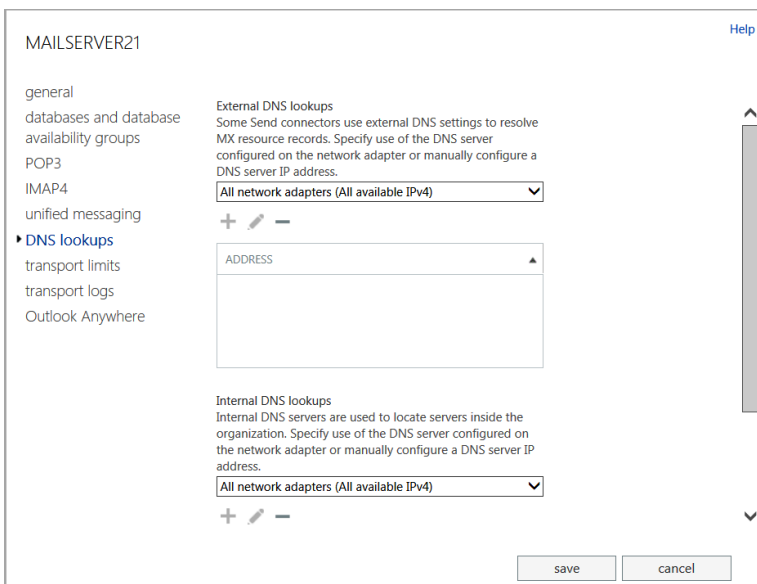 Help
MAILSERVER21
general
databases and database
availability groups
POP3
IMAP4
unified messaging
DNS lookups
transport limits
transport logs
Outlook Anywhere
External DNS lookups
Some Send connectors use external DNS settings to resolve
MX resource records. Specify use of the DNS server
configured on the network adapter or manually configure a
DNS server IP address.
All network adapters (All available IPv4)
ADDRESS
Internal DNS lookups
Internal DNS servers are used to locate servers inside the
organization. Specify use of the DNS server configured on
the network adapter or manually configure a DNS server IP
address.
All network adapters (All available IPv4)
save
cancel